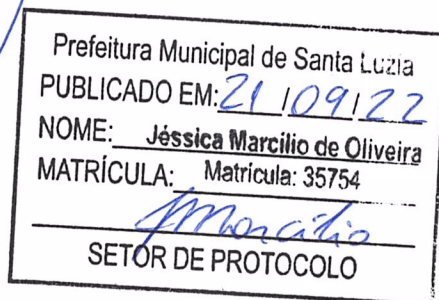 Prefeitura Municipal de Santa Luzia
PUBLICADO EM: 21 / 09 / 22
NOME: Jéssica Marcilio de Oliveira
MATRÍCULA: Matrícula: 35754
JMarcilio
SETOR DE PROTOCOLO